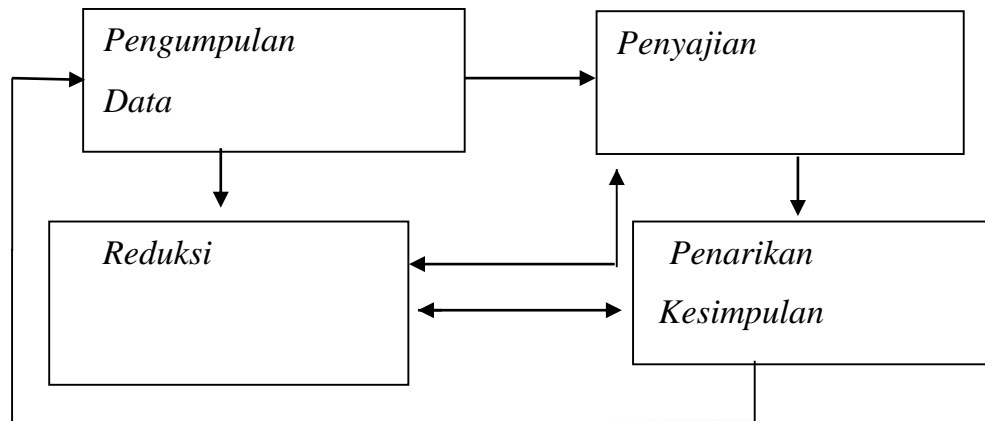 Pengumpulan
Data
Penyajian
Reduksi
Penarikan
Kesimpulan